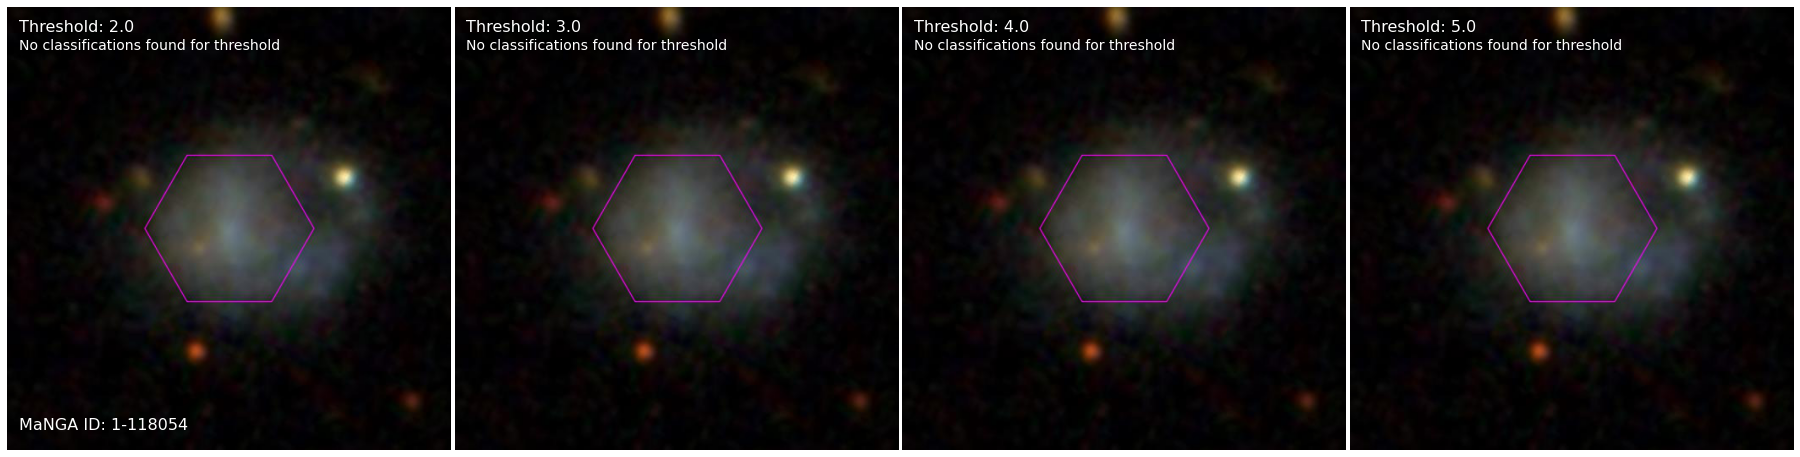 Threshold: 2.0
No classifications found for threshold
MaNGA ID: 1-118054
Threshold: 3.0
No classifications found for threshold
Threshold: 4.0
No classifications found for threshold
Threshold: 5.0
No classifications found for threshold